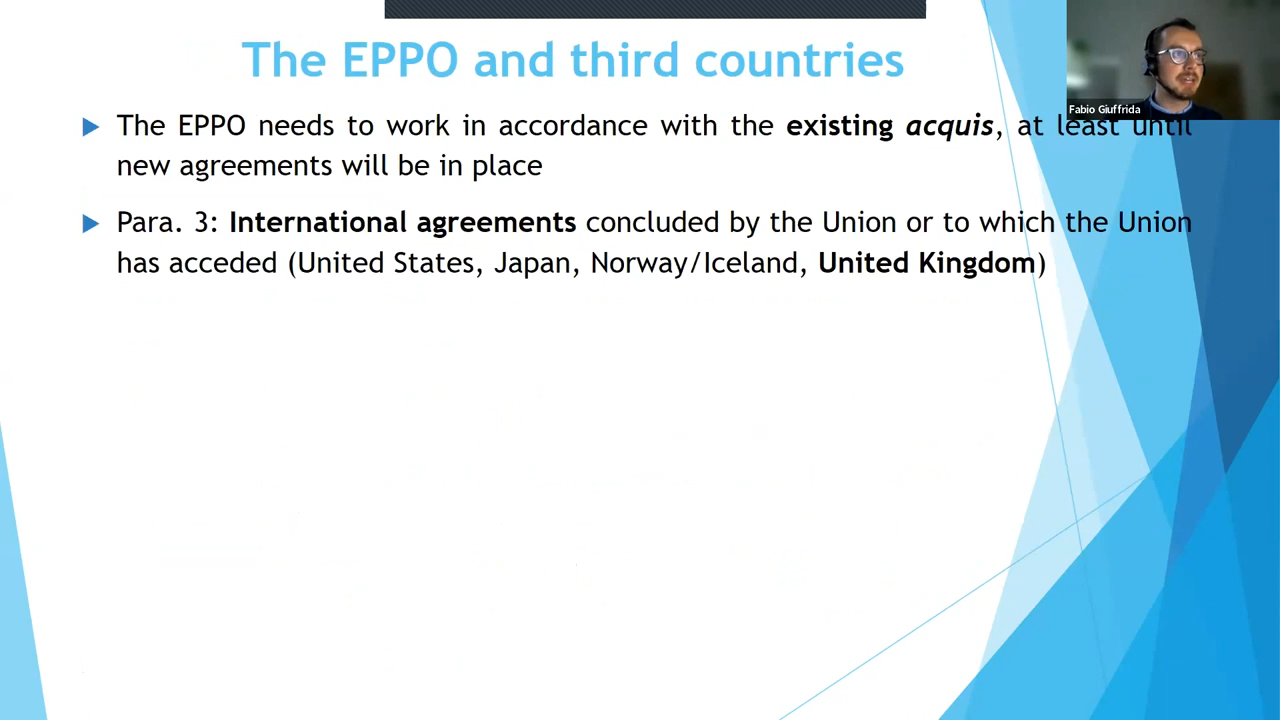 The EPPO and third countries
Fabio Giuffrida
The EPPO needs to work in accordance with the existing acquis, at least until
new agreements will be in place
Para. 3: International agreements concluded by the Union or to which the Union
has acceded (United States, Japan, Norway/Iceland, United Kingdom)